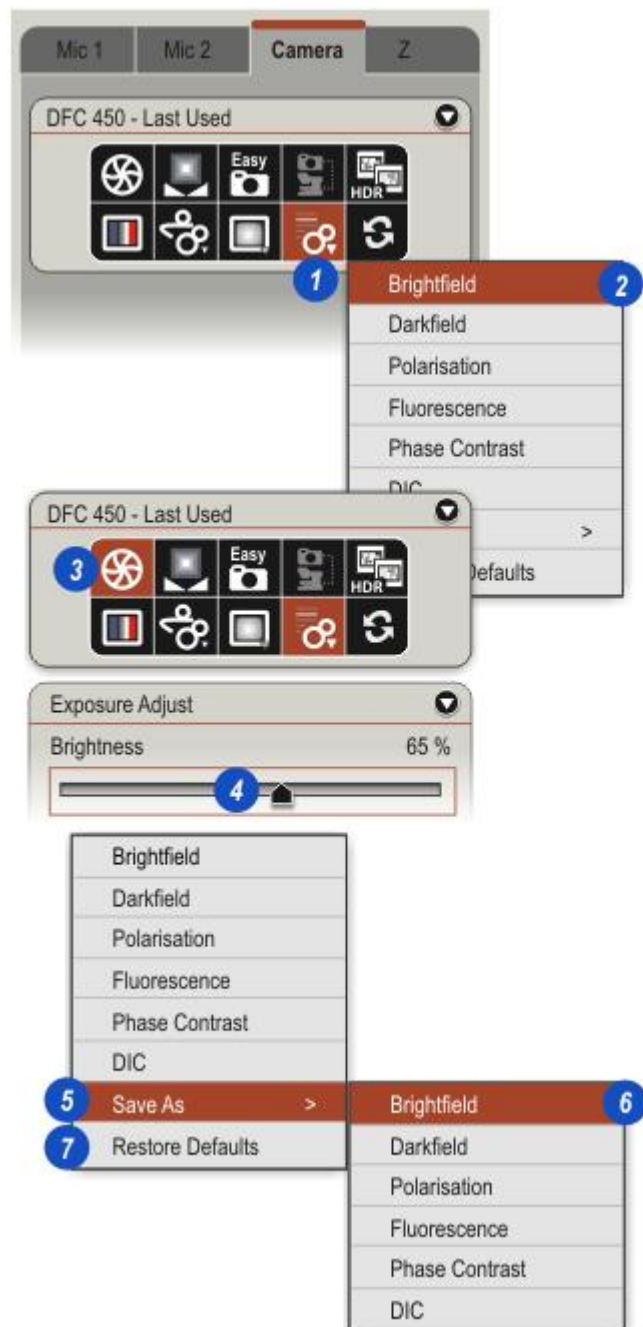 Mic 1 Mic 2 Camera Z
DFC 450 - Last Used
Easy
HDR
1
Brightfield 2
Darkfield
Polarisation
Fluorescence
Phase Contrast
DIC
>
Defaults
DFC 450 - Last Used
3
Easy
HDR
Exposure Adjust
Brightness 65 %
4
Brightfield
Darkfield
Polarisation
Fluorescence
Phase Contrast
DIC
5 Save As >
7 Restore Defaults
Brightfield 6
Darkfield
Polarisation
Fluorescence
Phase Contrast
DIC